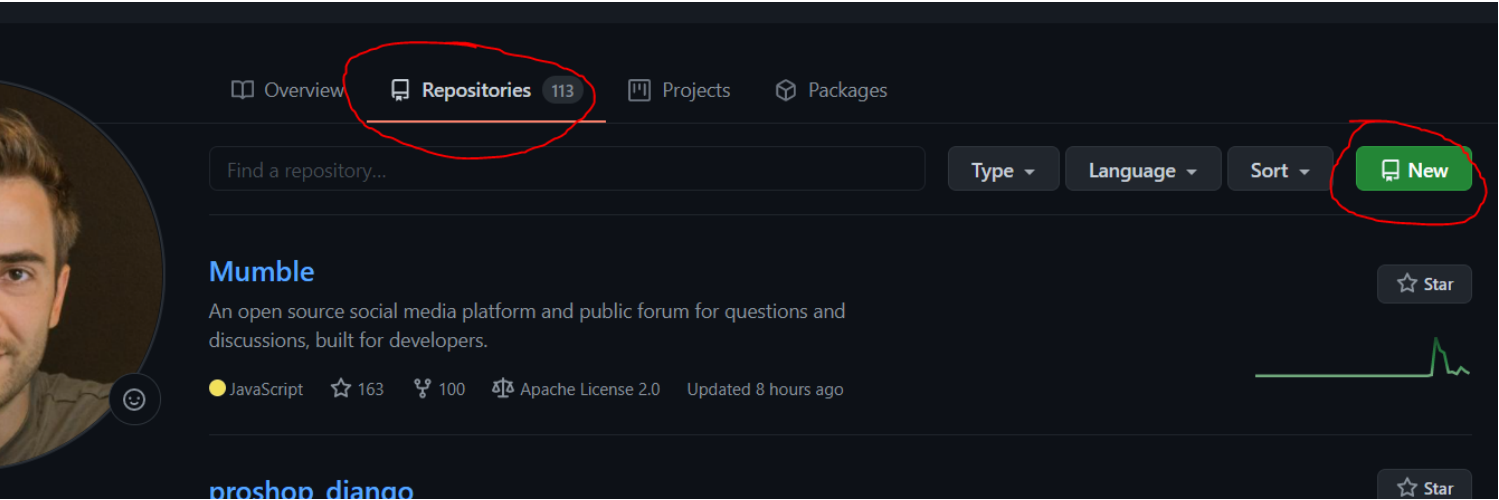 Overview Repositories 113 Projects Packages
Find a repository... Type Language Sort New
Mumble
Star
An open source social media platform and public forum for questions and
discussions, built for developers.
JavaScript 163 100 Apache License 2.0 Updated 8 hours ago
proshop_django
Star